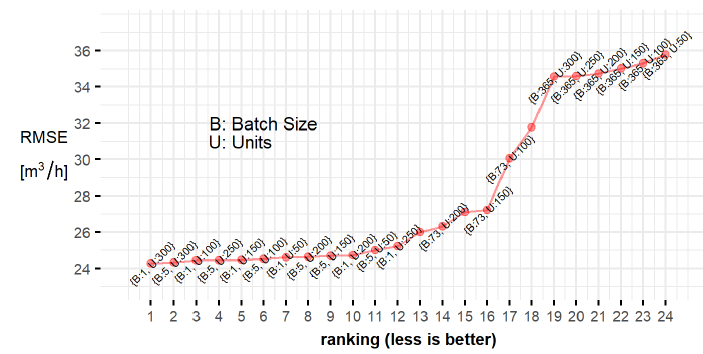 36
34
32
30
28
26
24
RMSE
[m³/h]
B: Batch Size
U: Units
{B:1, U:300}
{B:5, U:300}
{B:1, U:100}
{B:5, U:250}
{B:1, U:150}
{B:5, U:100}
{B:1, U:50}
{B:5, U:200}
{B:5, U:150}
{B:1, U:200}
{B:5, U:50}
{B:1, U:250}
{B:73, U:200}
{B:73, U:150}
{B:73, U:100}
{B:365, U:300}
{B:365, U:250}
{B:365, U:200}
{B:365, U:150}
{B:365, U:100}
{B:365, U:50}
1 2 3 4 5 6 7 8 9 10 11 12 13 14 15 16 17 18 19 20 21 22 23 24
ranking (less is better)